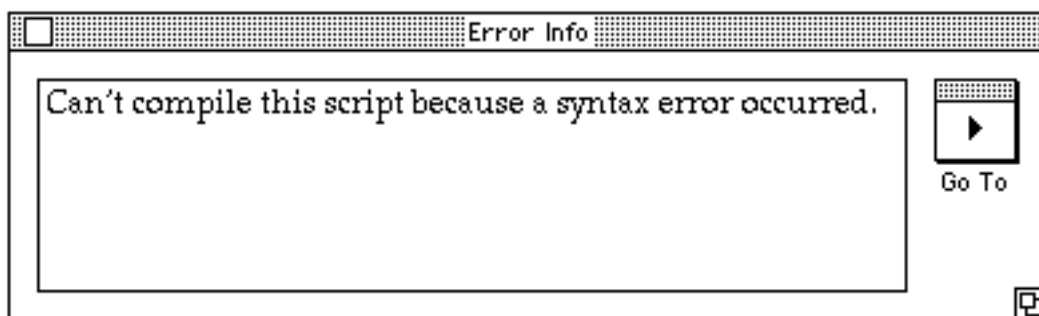 Error Info
Can't compile this script because a syntax error occurred.
Go To